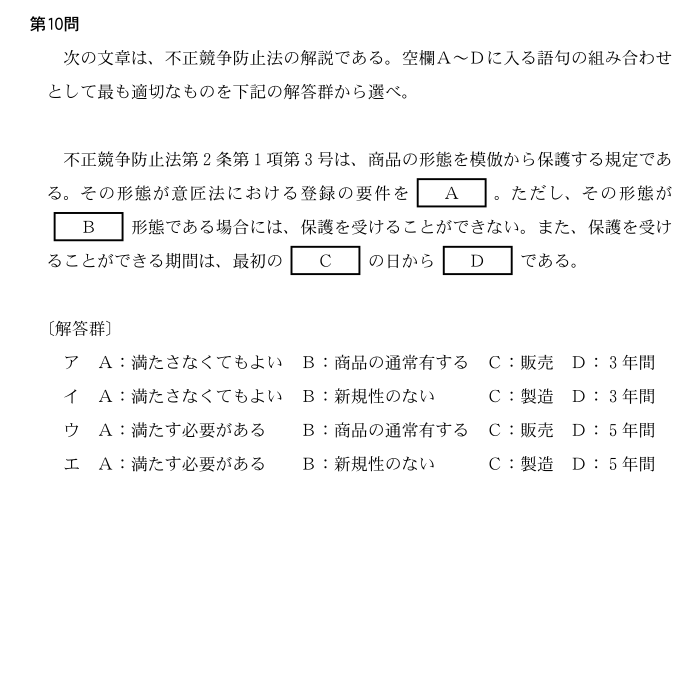 第10問
次の文章は、不正競争防止法の解説である。空欄Ａ～Ｄに入る語句の組み合わせ
として最も適切なものを下記の解答群から選べ。
不正競争防止法第２条第１項第３号は、商品の形態を模倣から保護する規定であ
る。その形態が意匠法における登録の要件を Ａ 。ただし、その形態が
Ｂ 形態である場合には、保護を受けることができない。また、保護を受け
ることができる期間は、最初の Ｃ の日から Ｄ である。
〔解答群〕
ア Ａ：満たさなくてもよい Ｂ：商品の通常有する Ｃ：販売 Ｄ：３年間
イ Ａ：満たさなくてもよい Ｂ：新規性のない Ｃ：製造 Ｄ：３年間
ウ Ａ：満たす必要がある Ｂ：商品の通常有する Ｃ：販売 Ｄ：５年間
エ Ａ：満たす必要がある Ｂ：新規性のない Ｃ：製造 Ｄ：５年間